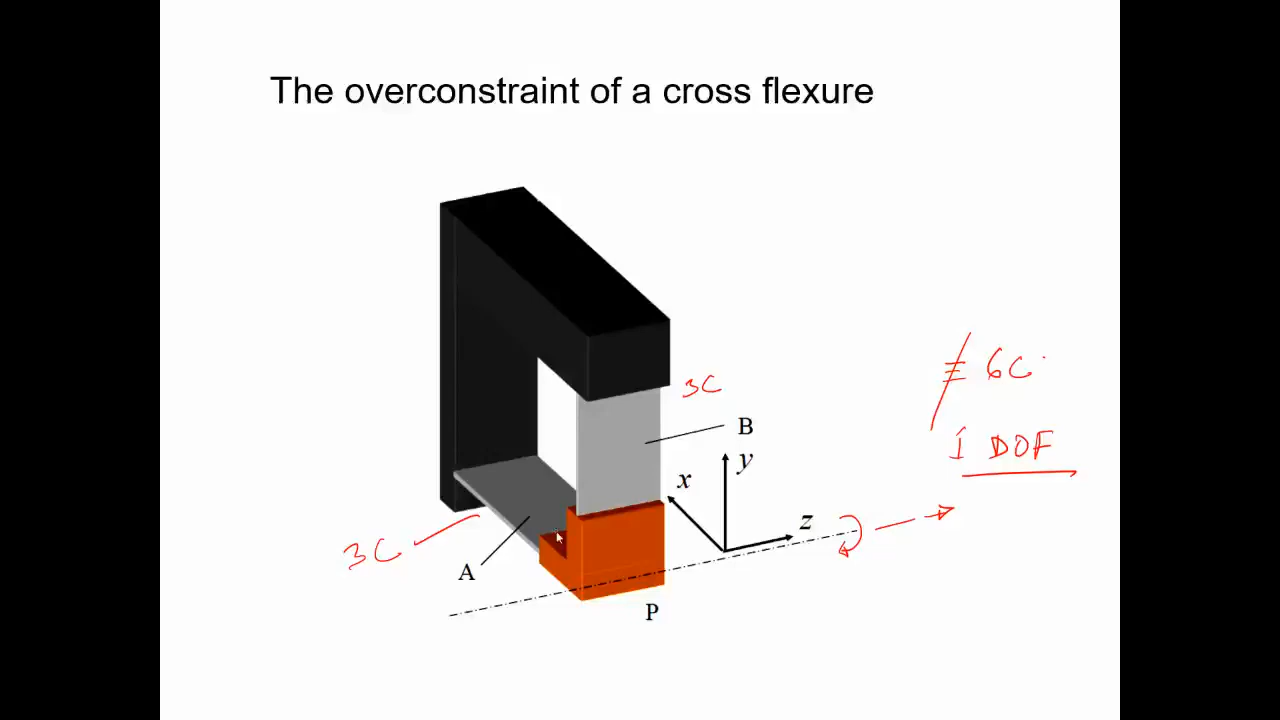 The overconstraint of a cross flexure
3C
B
≢ 6C
y
1 DOF
x
z
3C
A
P